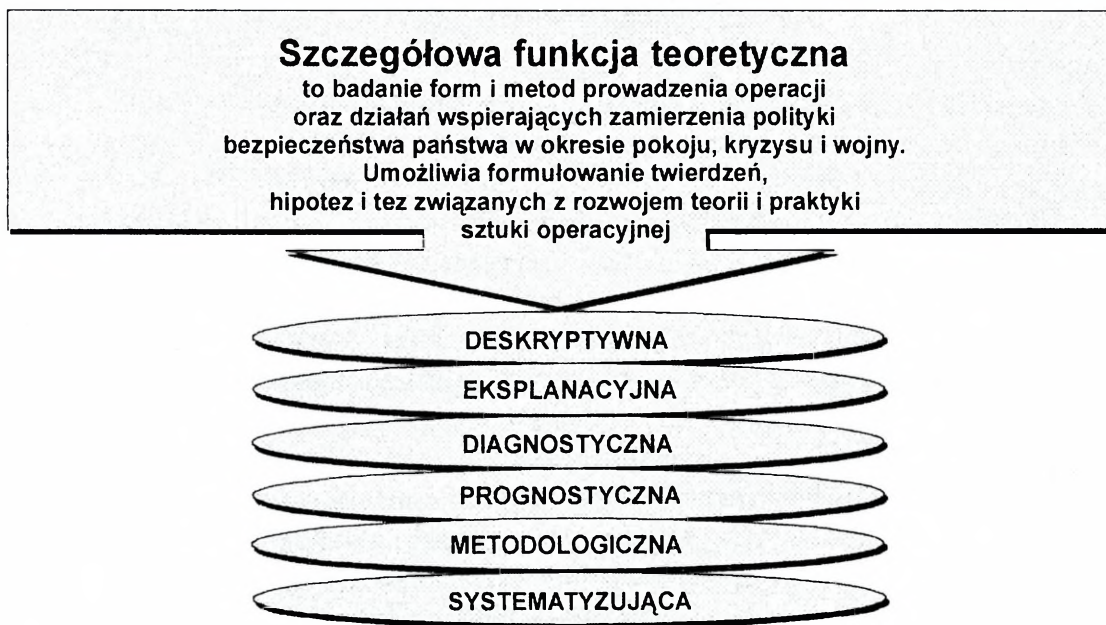 Szczegółowa funkcja teoretyczna
to badanie form i metod prowadzenia operacji
oraz działań wspierających zamierzenia polityki
bezpieczeństwa państwa w okresie pokoju, kryzysu i wojny.
Umożliwia formułowanie twierdzeń,
hipotez i tez związanych z rozwojem teorii i praktyki
sztuki operacyjnej
DESKRYPTYWNA
EKSPLANACYJNA
DIAGNOSTYCZNA
PROGNOSTYCZNA
METODOLOGICZNA
SYSTEMATYZUJĄCA